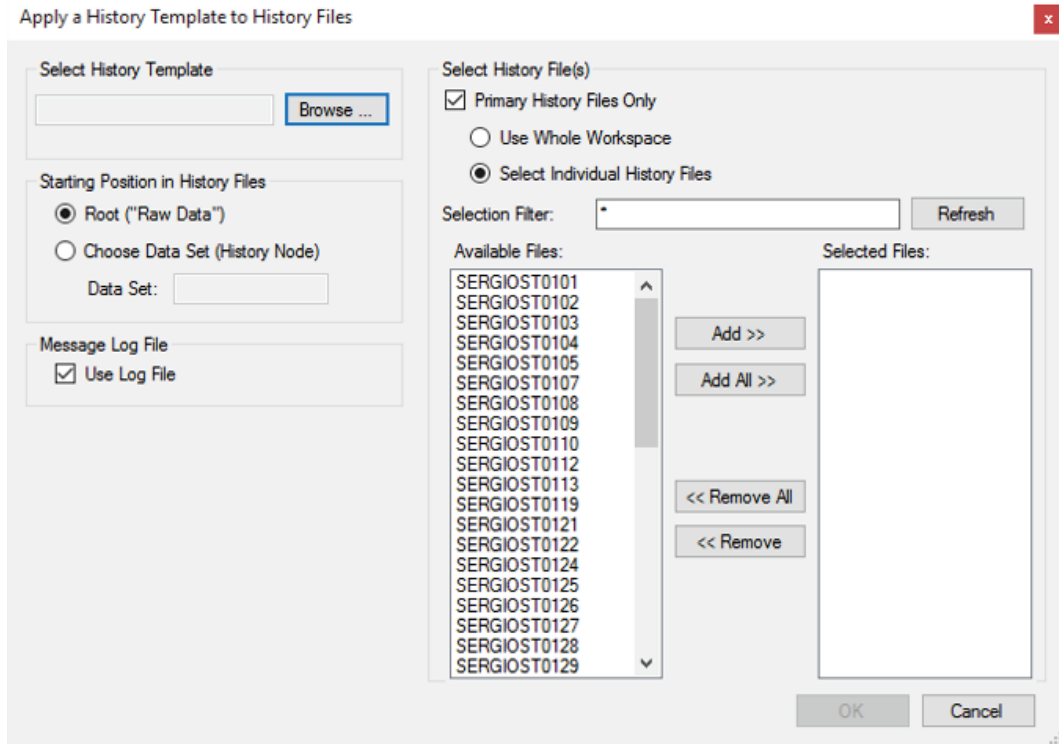 Apply a History Template to History Files
x
Select History Template
Browse ...
Starting Position in History Files
Root ("Raw Data")
Choose Data Set (History Node)
Data Set:
Message Log File
Use Log File
Select History File(s)
Primary History Files Only
Use Whole Workspace
Select Individual History Files
Selection Filter:
*
Refresh
Available Files:
SERGIOST0101
SERGIOST0102
SERGIOST0103
SERGIOST0104
SERGIOST0105
SERGIOST0107
SERGIOST0108
SERGIOST0109
SERGIOST0110
SERGIOST0112
SERGIOST0113
SERGIOST0119
SERGIOST0121
SERGIOST0122
SERGIOST0124
SERGIOST0125
SERGIOST0126
SERGIOST0127
SERGIOST0128
SERGIOST0129
Add >>
Add All >>
<< Remove All
<< Remove
Selected Files:
OK
Cancel